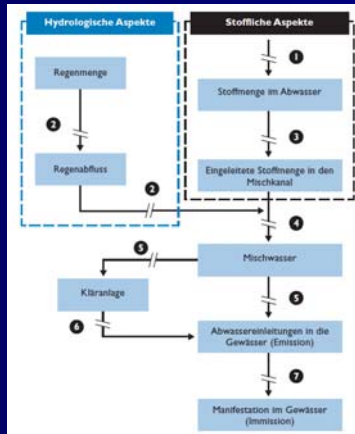 Hydrologische Aspekte
Stoffliche Aspekte
1
Regenmenge
Stoffmenge im Abwasser
2
3
Regenabfluss
Eingeleitete Stoffmenge in den
Mischkanal
2
4
Mischwasser
5
5
Kläranlage
6
Abwassereinleitungen in die
Gewässer (Emission)
7
Manifestation im Gewässer
(Immission)